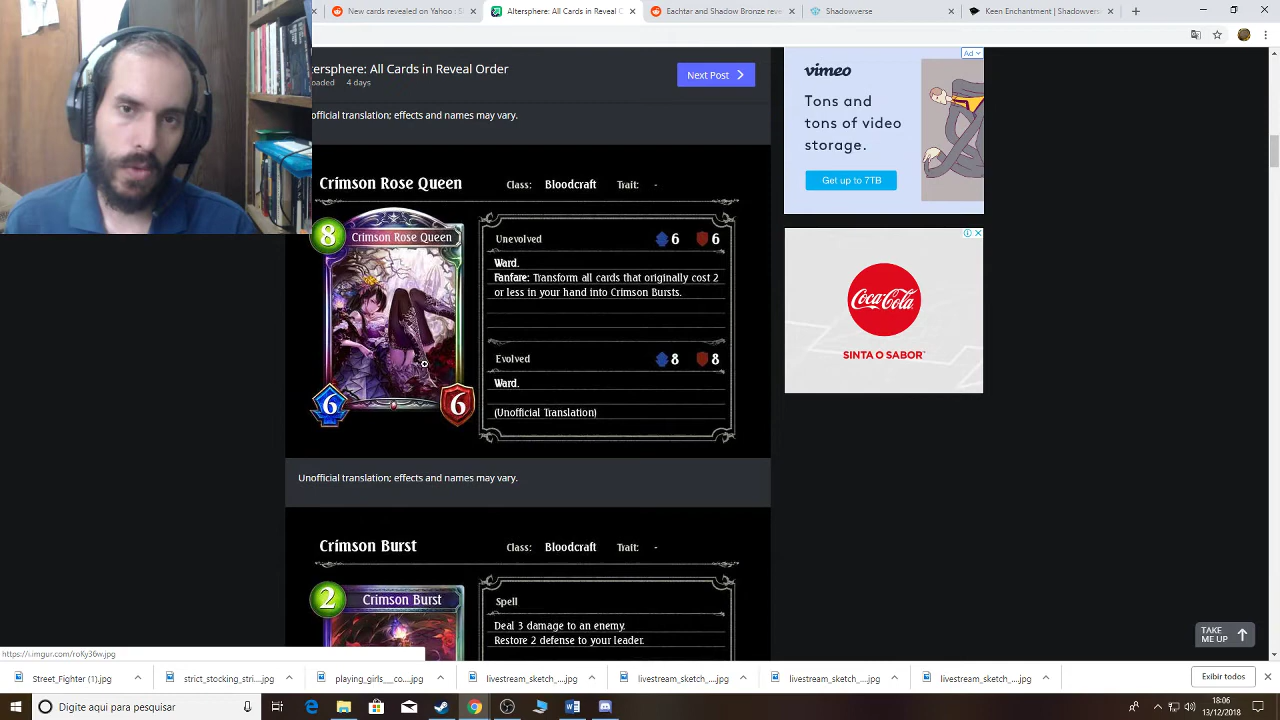 New cards revealed on Yahoo : S
Altersphere: All Cards in Reveal O
Eachtar and Shadow Bronze reve
Shadowverse
Keen Enchantment | Shadowvers
tersphere: All Cards in Reveal Order
loaded 4 days
Next Post
official translation; effects and names may vary.
Crimson Rose Queen Class: Bloodcraft Trait: -
8 Crimson Rose Queen
6 6
Unevolved 6 6
Ward.
Fanfare: Transform all cards that originally cost 2
or less in your hand into Crimson Bursts.
Evolved 8 8
Ward.
(Unofficial Translation)
Unofficial translation; effects and names may vary.
Crimson Burst Class: Bloodcraft Trait: -
2 Crimson Burst
Spell
Deal 3 damage to an enemy.
Restore 2 defense to your leader.
Ad
vimeo
Tons and
tons of video
storage.
Get up to 7TB
Coca-Cola
SINTA O SABOR
TAKE
ME UP
https://i.imgur.com/roKy36w.jpg
Street_Fighter (1).jpg
strict_stocking_stri....jpg
playing_girls__co....jpg
livestream_sketch_....jpg
livestream_sketch_....jpg
livestream_sketch_....jpg
livestream_sketch_....jpg
Exibir todos
Digite aqui para pesquisar
18:06
13/12/2018